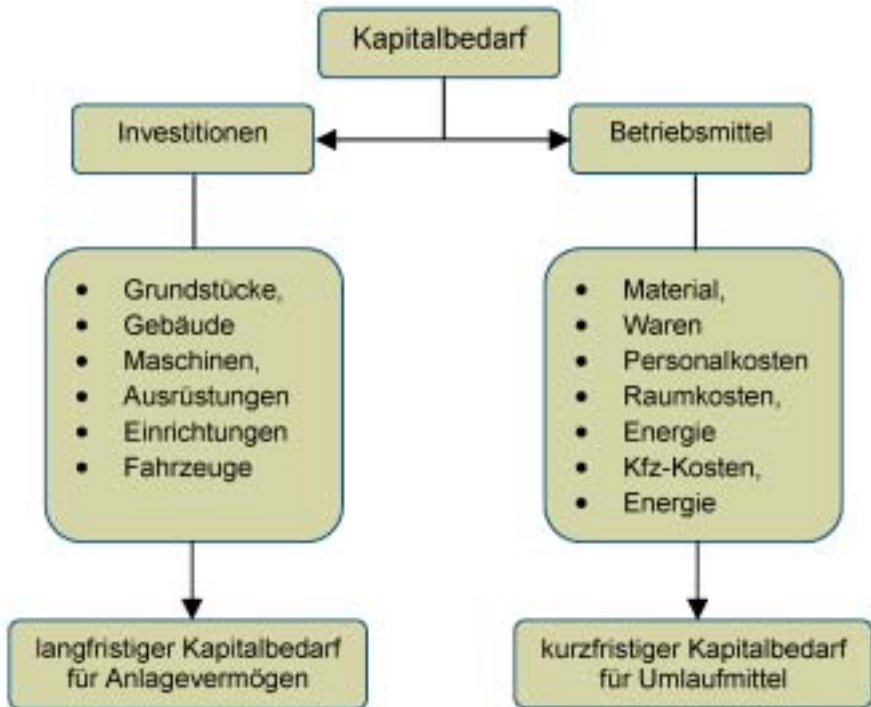 Kapitalbedarf
Investitionen
Betriebsmittel
• Grundstücke,
• Gebäude
• Maschinen,
• Ausrüstungen
• Einrichtungen
• Fahrzeuge
• Material,
• Waren
• Personalkosten
• Raumkosten,
• Energie
• Kfz-Kosten,
• Energie
langfristiger Kapitalbedarf
für Anlagevermögen
kurzfristiger Kapitalbedarf
für Umlaufmittel